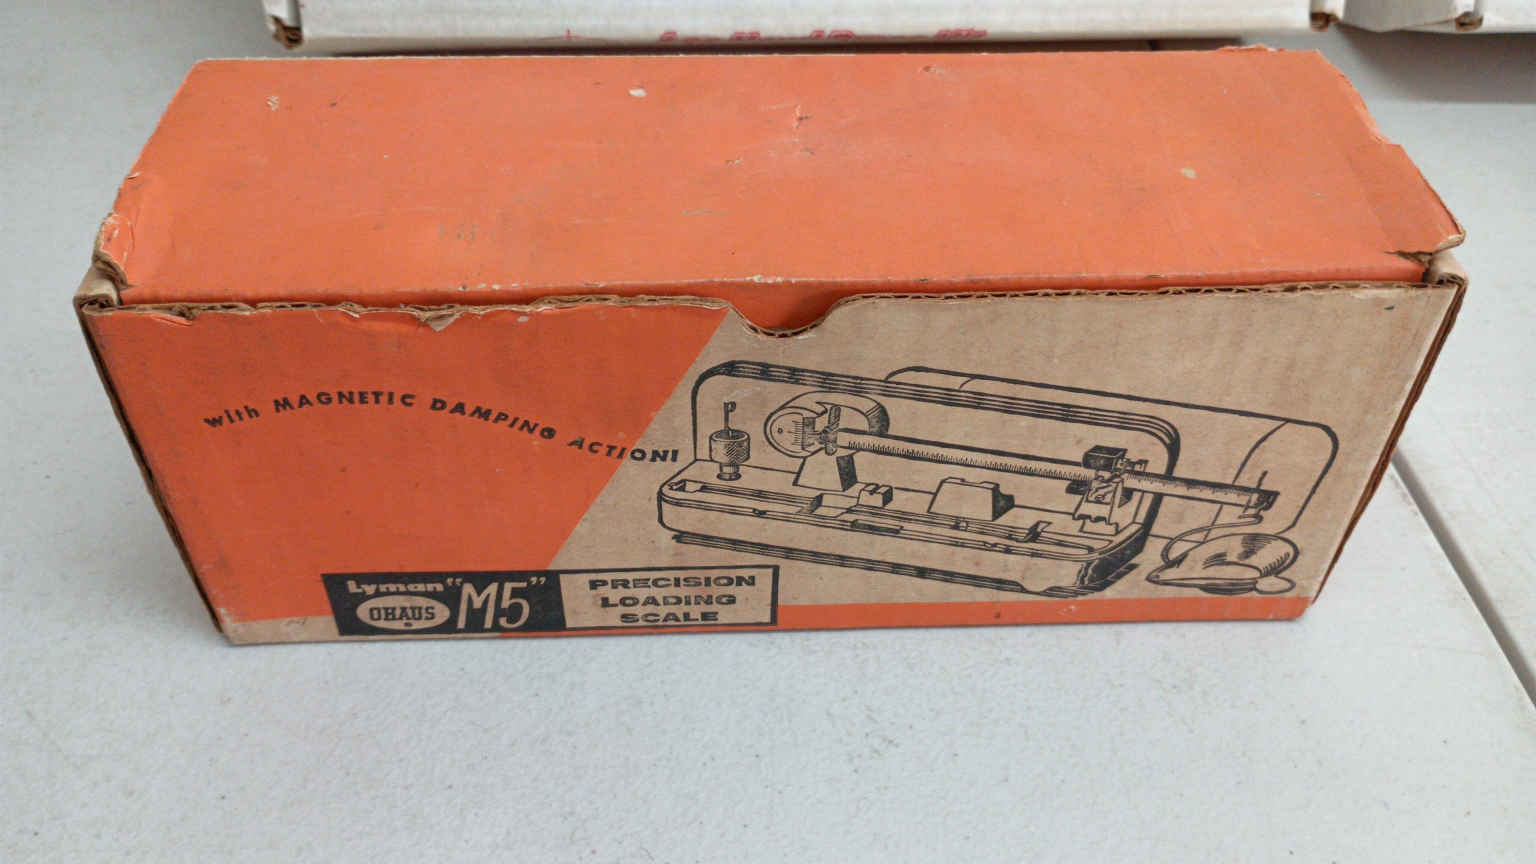 with MAGNETIC DAMPING ACTION!
Lyman "M5"
OHAUS
PRECISION
LOADING
SCALE